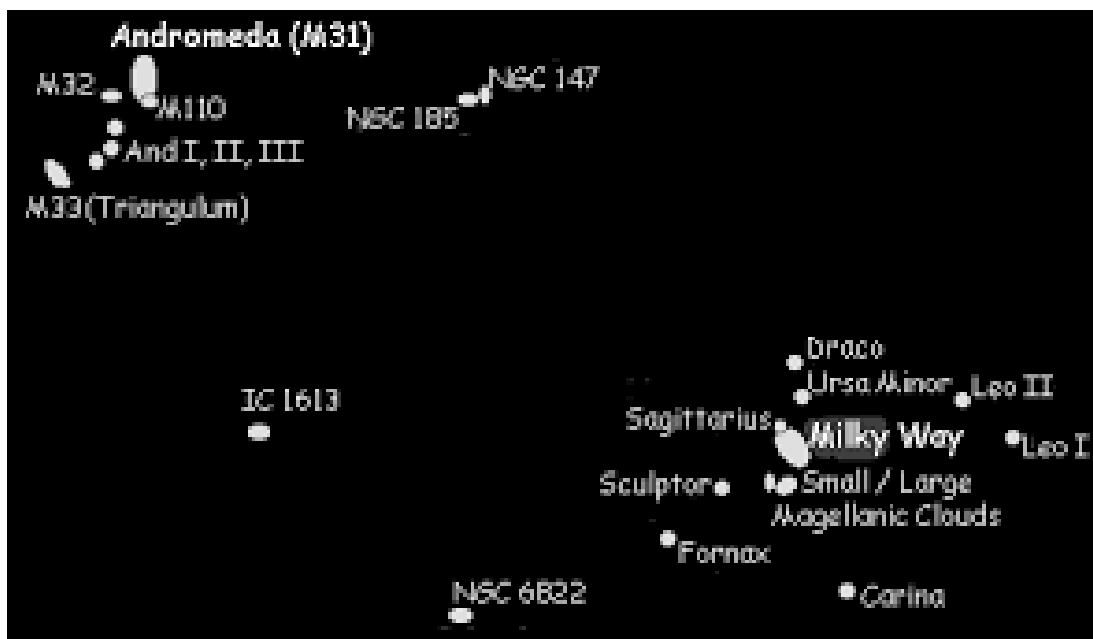 Andromeda (M31)
M32
NGC 147
M110
NGC 185
And I, II, III
M33(Triangulum)
Draco
IC 1613
Ursa Minor
Leo II
Sagittarius
Milky Way
Leo I
Sculptor
Small / Large
Magellanic Clouds
Fornax
NGC 6822
Carina